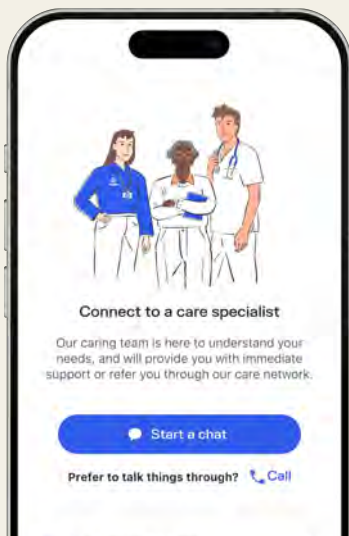 Connect to a care specialist
Our caring team is here to understand your
needs, and will provide you with immediate
support or refer you through our care network.
Start a chat
Prefer to talk things through? Call